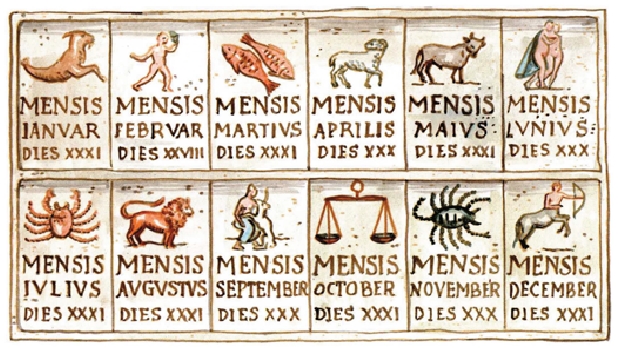 MENSIS
IANVAR
DIES XXXI
MENSIS
FEBRVAR
DIES XXVIII
MENSIS
MARTIVS
DIES XXXI
MENSIS
APRILIS
DIES XXX
MENSIS
MAIVS
DIES XXXI
MENSIS
LVNIVS
DIES XXX
MENSIS
IVLIVS
DIES XXXI
MENSIS
AVGVSTVS
DIES XXXI
MENSIS
SEPTEMBER
DIES XXX
MENSIS
OCTOBER
DIES XXXI
MENSIS
NOVEMBER
DIES XXX
MENSIS
DECEMBER
DIES XXXI